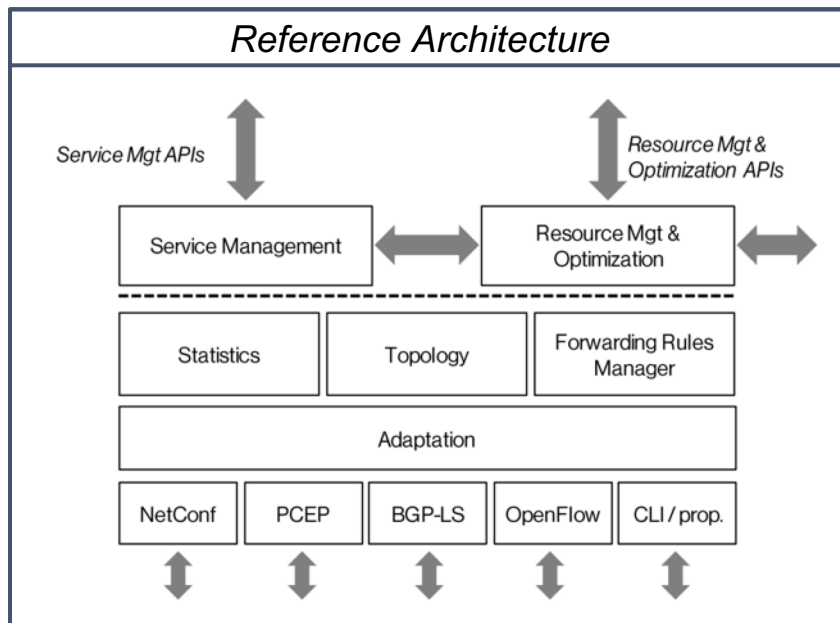 Reference Architecture
Service Mgt APIs
Resource Mgt &
Optimization APIs
Service Management
Resource Mgt &
Optimization
Statistics
Topology
Forwarding Rules
Manager
Adaptation
NetConf
PCEP
BGP-LS
OpenFlow
CLI / prop.